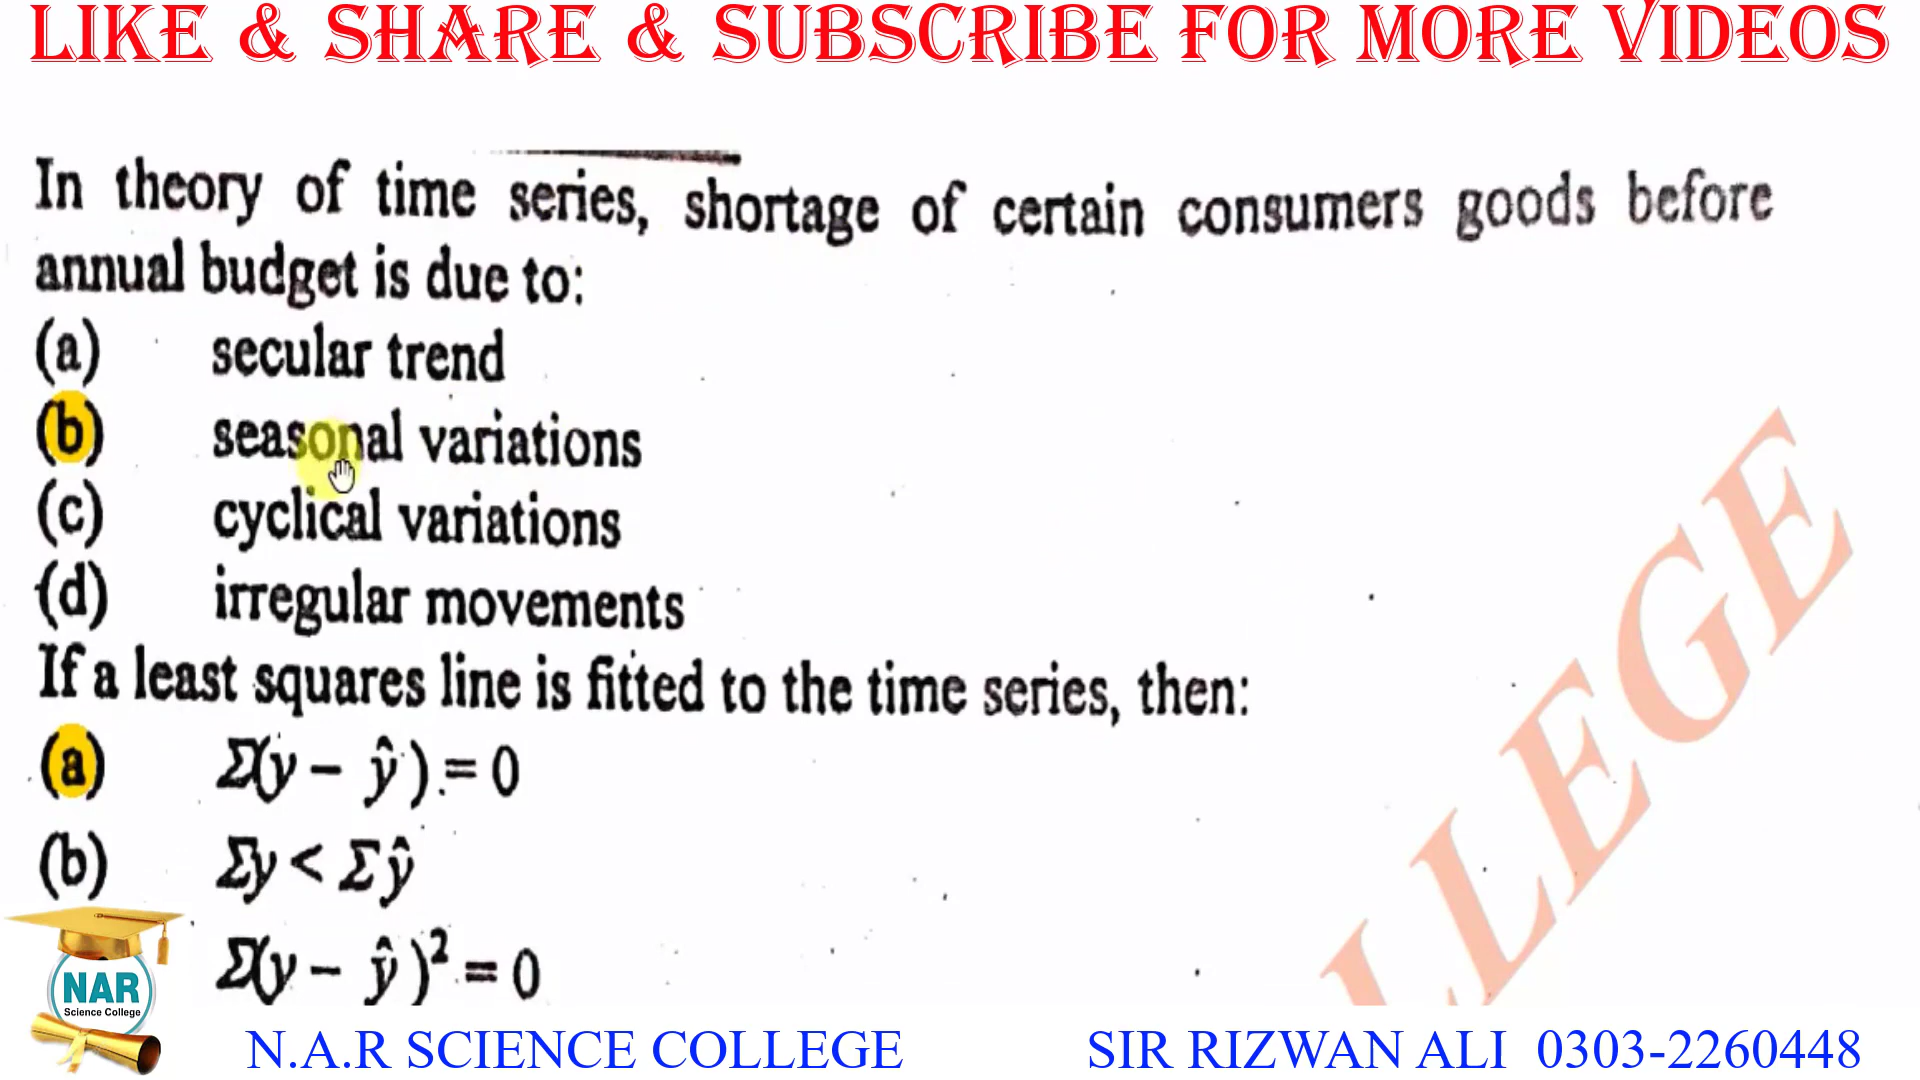 LIKE & SHARE & SUBSCRIBE FOR MORE VIDEOS
In theory of time series, shortage of certain consumers goods before
annual budget is due to:
(a) secular trend
(b) seasonal variations
(c) cyclical variations
(d) irregular movements
If a least squares line is fitted to the time series, then:
(a) Σ(y − ŷ) = 0
(b) Σy < Σŷ
Σ(y − ŷ)² = 0
LLEGE
NAR
Science College
N.A.R SCIENCE COLLEGE SIR RIZWAN ALI 0303-2260448